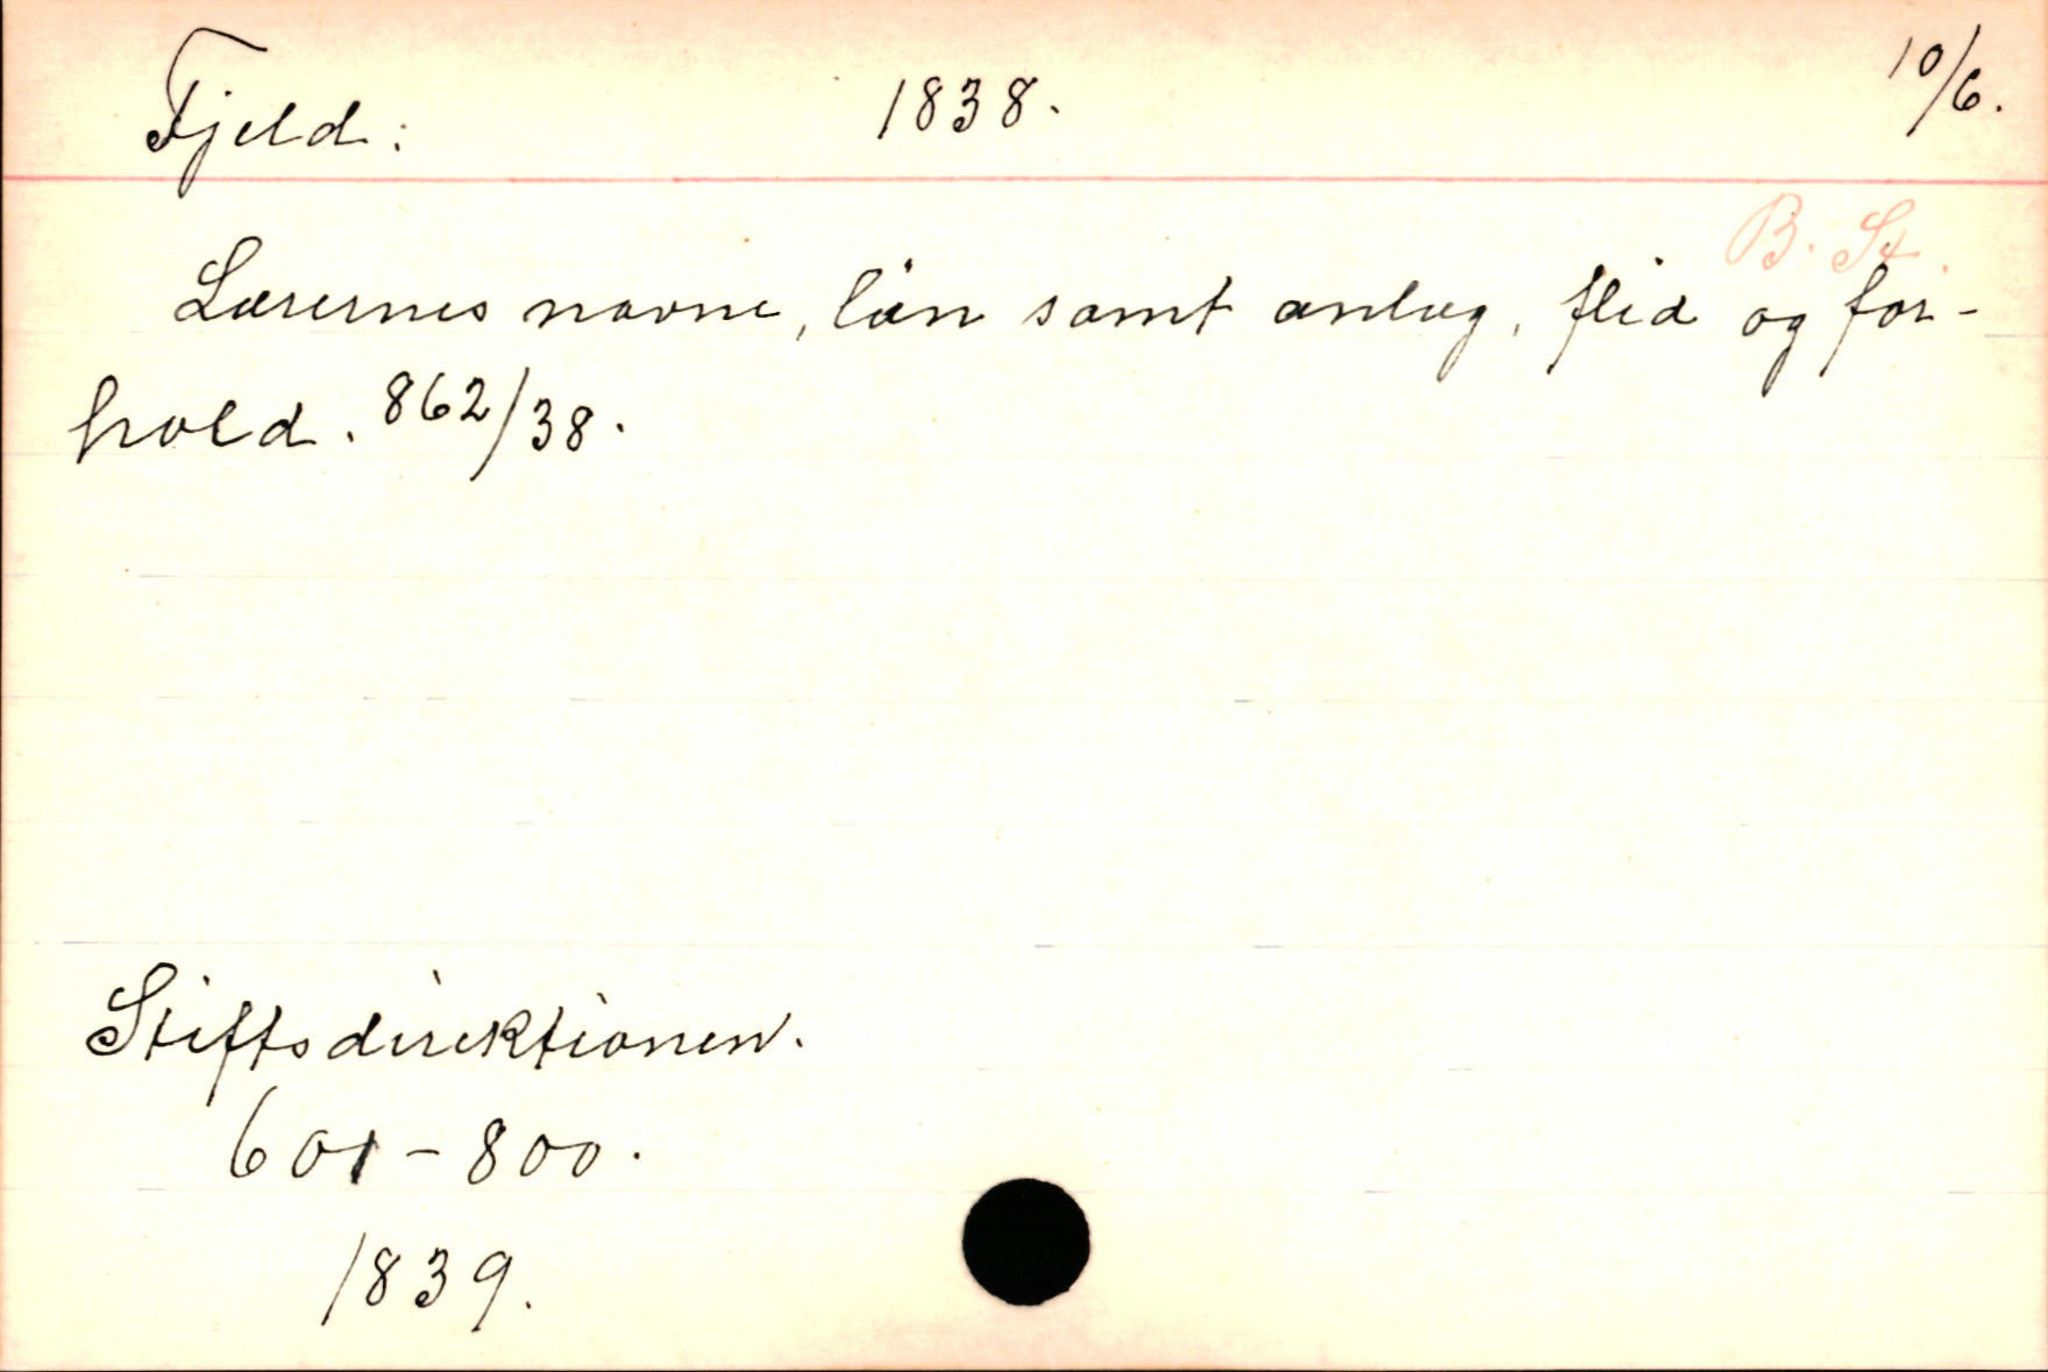 Fjeld: 1838. 10/6.
B. St.
Lærernes navne, løn samt anlæg, flid og for-
hold. 862/38.
Stiftsdirektionen.
601-800.
1839.